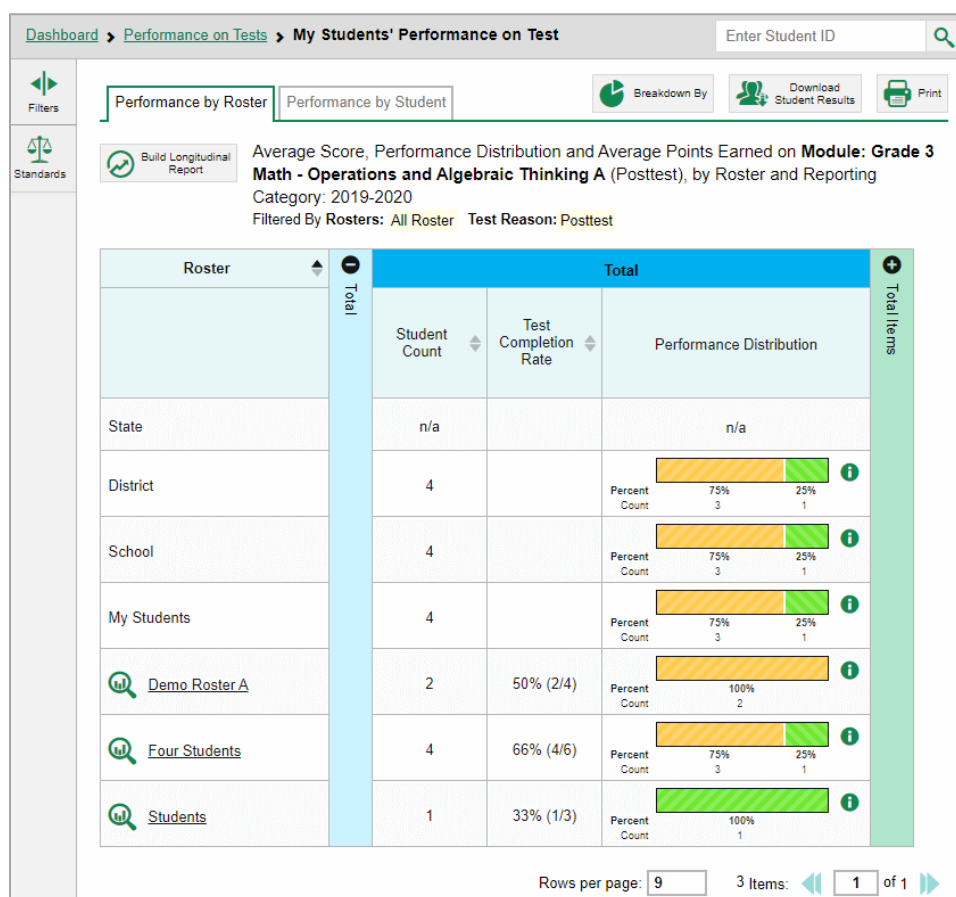 Dashboard > Performance on Tests > My Students' Performance on Test
Enter Student ID
Filters
Standards
Performance by Roster
Performance by Student
Breakdown By
Download
Student Results
Print
Build Longitudinal
Report
Average Score, Performance Distribution and Average Points Earned on Module: Grade 3
Math - Operations and Algebraic Thinking A (Posttest), by Roster and Reporting
Category: 2019-2020
Filtered By Rosters: All Roster Test Reason: Posttest
Roster
Total
Total
Total Items
Student
Count
Test
Completion
Rate
Performance Distribution
State
n/a
n/a
District
4
Percent 75% 25%
Count 3 1
School
4
Percent 75% 25%
Count 3 1
My Students
4
Percent 75% 25%
Count 3 1
Demo Roster A
2
50% (2/4)
Percent 100%
Count 2
Four Students
4
66% (4/6)
Percent 75% 25%
Count 3 1
Students
1
33% (1/3)
Percent 100%
Count 1
Rows per page: 9 3 Items: 1 of 1